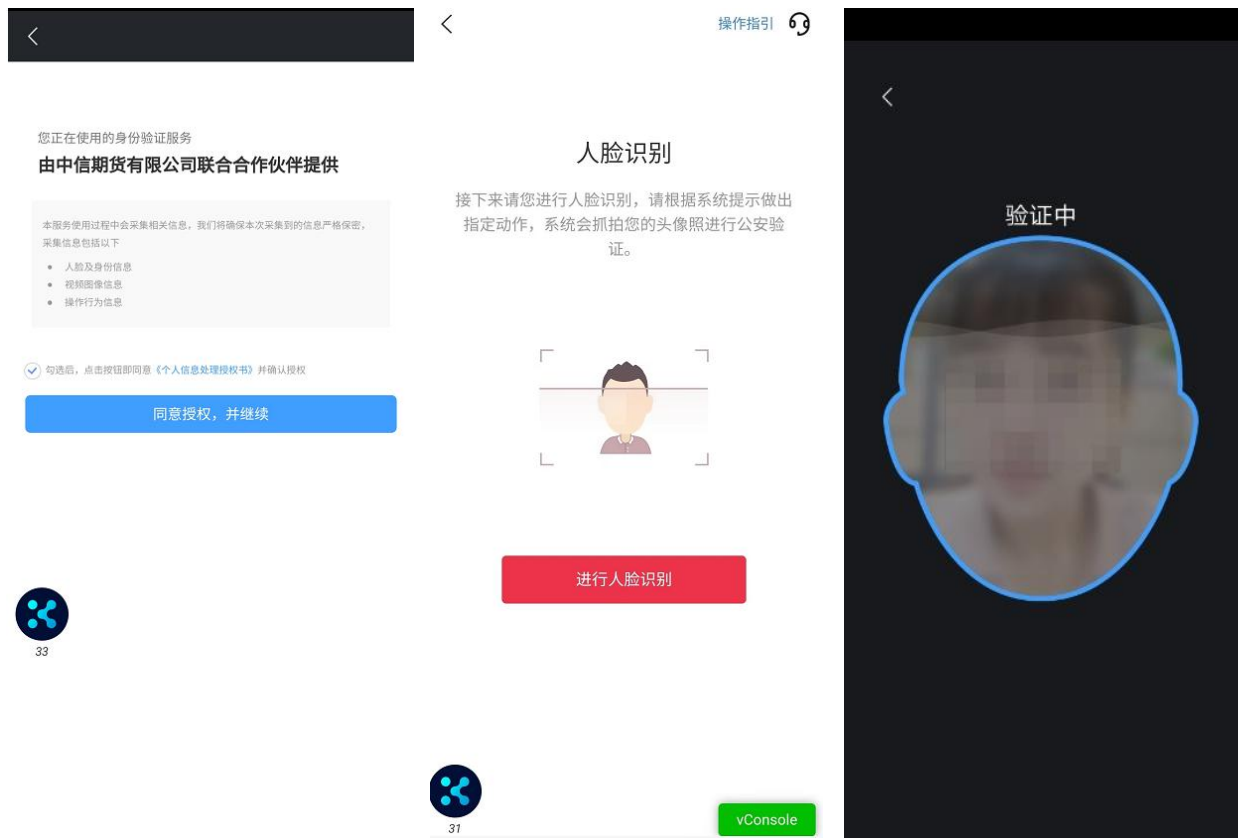 您正在使用的身份验证服务
由中信期货有限公司联合合作伙伴提供
本服务使用过程中会采集相关信息，我们将确保本次采集到的信息严格保密，
采集信息包括以下
人脸及身份信息
视频图像信息
操作行为信息
勾选后，点击按钮即同意《个人信息处理授权书》并确认授权
同意授权，并继续
33
操作指引
人脸识别
接下来请您进行人脸识别，请根据系统提示做出
指定动作，系统会抓拍您的头像照进行公安验
证。
进行人脸识别
31
vConsole
验证中